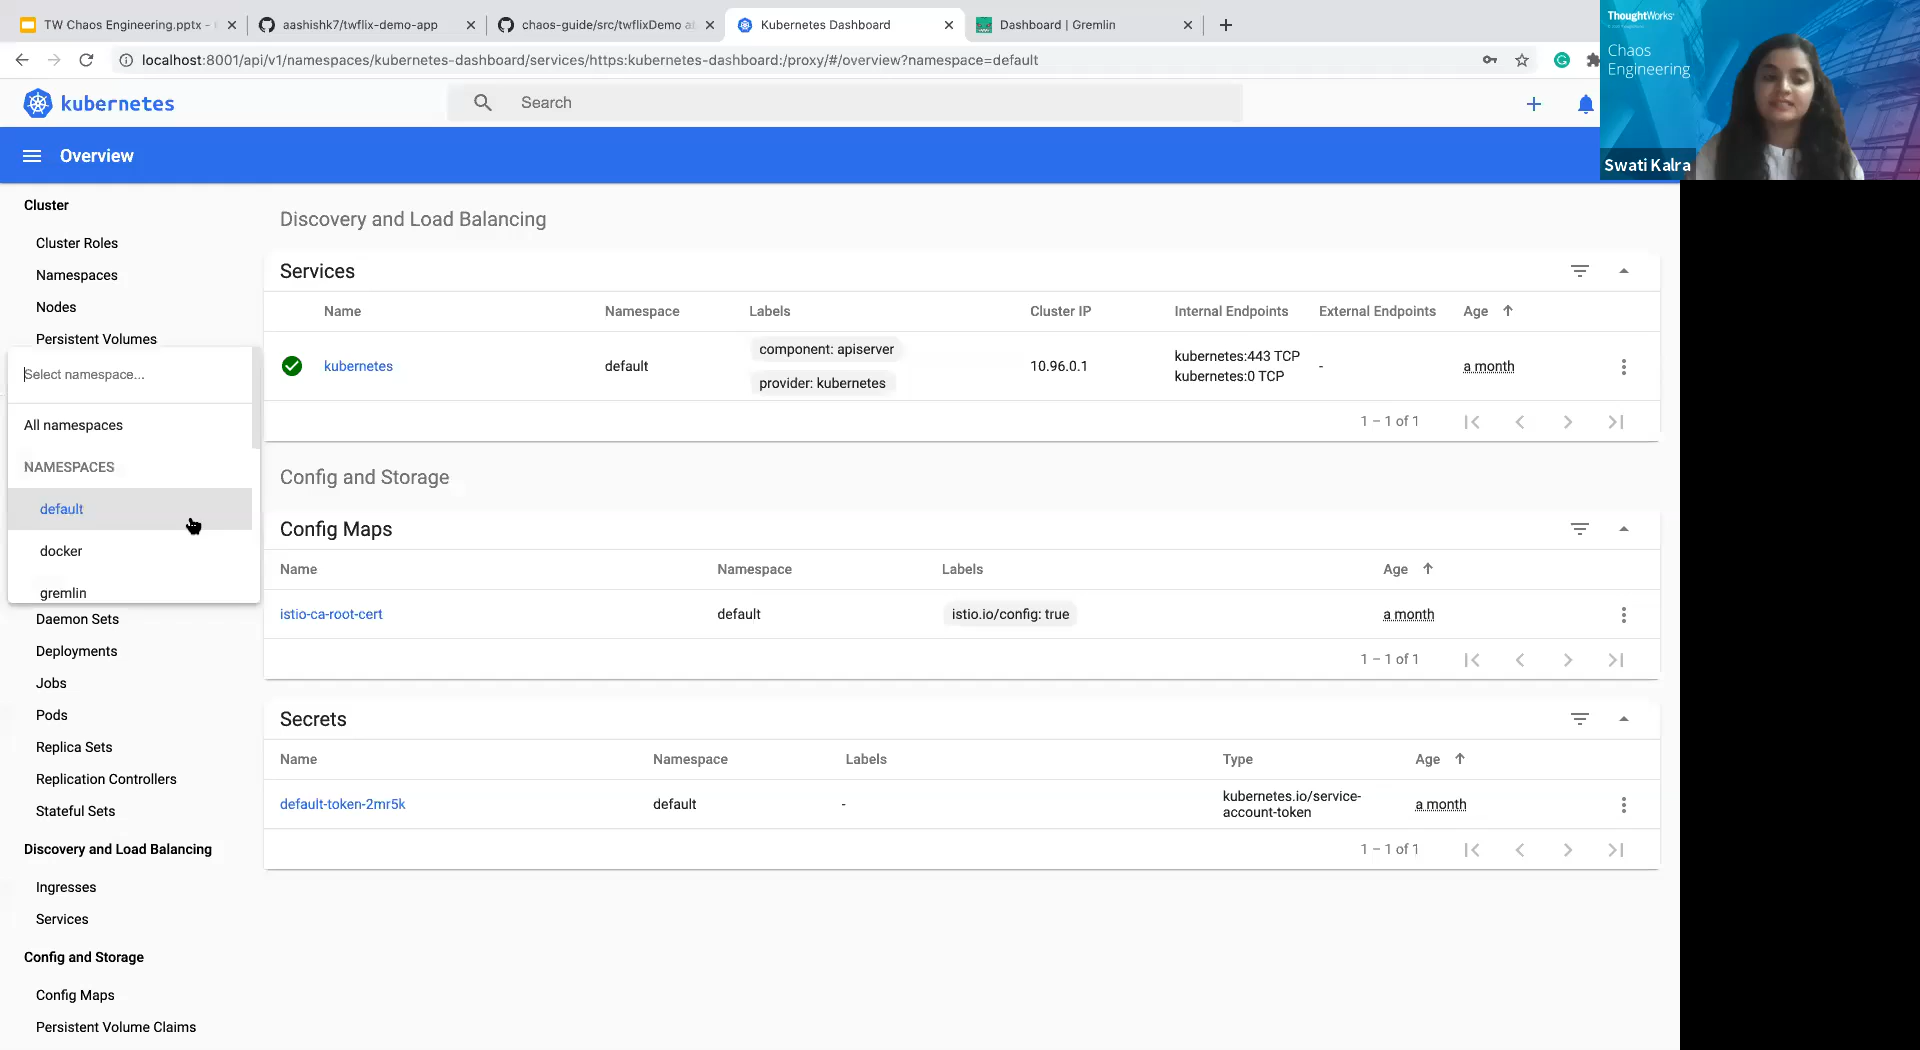 TW Chaos Engineering.pptx -
aashishk7/twflix-demo-app
chaos-guide/src/twflixDemo at
Kubernetes Dashboard
Dashboard | Gremlin
localhost:8001/api/v1/namespaces/kubernetes-dashboard/services/https:kubernetes-dashboard:/proxy/#/overview?namespace=default
ThoughtWorks
Chaos
Engineering
Swati Kalra
kubernetes
Search
Overview
Cluster
Cluster Roles
Namespaces
Nodes
Persistent Volumes
Select namespace...
All namespaces
NAMESPACES
default
docker
gremlin
Daemon Sets
Deployments
Jobs
Pods
Replica Sets
Replication Controllers
Stateful Sets
Discovery and Load Balancing
Ingresses
Services
Config and Storage
Config Maps
Persistent Volume Claims
Discovery and Load Balancing
Services
Name Namespace Labels Cluster IP Internal Endpoints External Endpoints Age
kubernetes default component: apiserver provider: kubernetes 10.96.0.1 kubernetes:443 TCP kubernetes:0 TCP - a month
1 – 1 of 1
Config and Storage
Config Maps
Name Namespace Labels Age
istio-ca-root-cert default istio.io/config: true a month
1 – 1 of 1
Secrets
Name Namespace Labels Type Age
default-token-2mr5k default - kubernetes.io/service-account-token a month
1 – 1 of 1